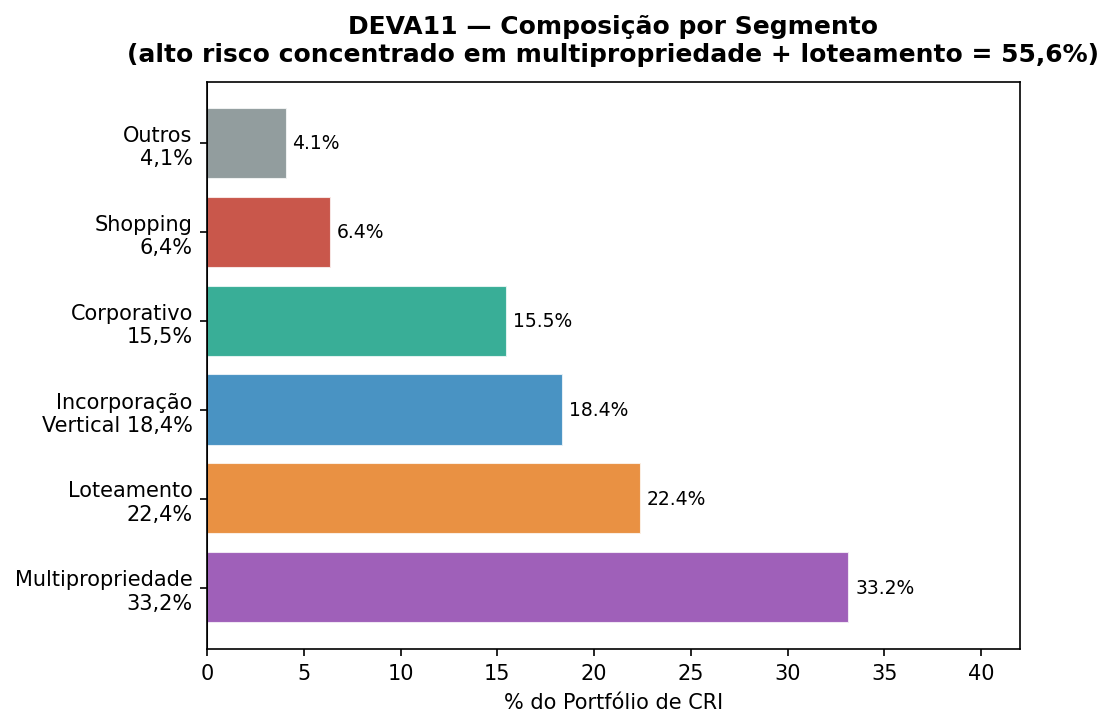 DEVA11 — Composição por Segmento
(alto risco concentrado em multipropriedade + loteamento = 55,6%)
Outros
4,1%
4.1%
Shopping
6,4%
6.4%
Corporativo
15,5%
15.5%
Incorporação
Vertical 18,4%
18.4%
Loteamento
22,4%
22.4%
Multipropriedade
33,2%
33.2%
0 5 10 15 20 25 30 35 40
% do Portfólio de CRI